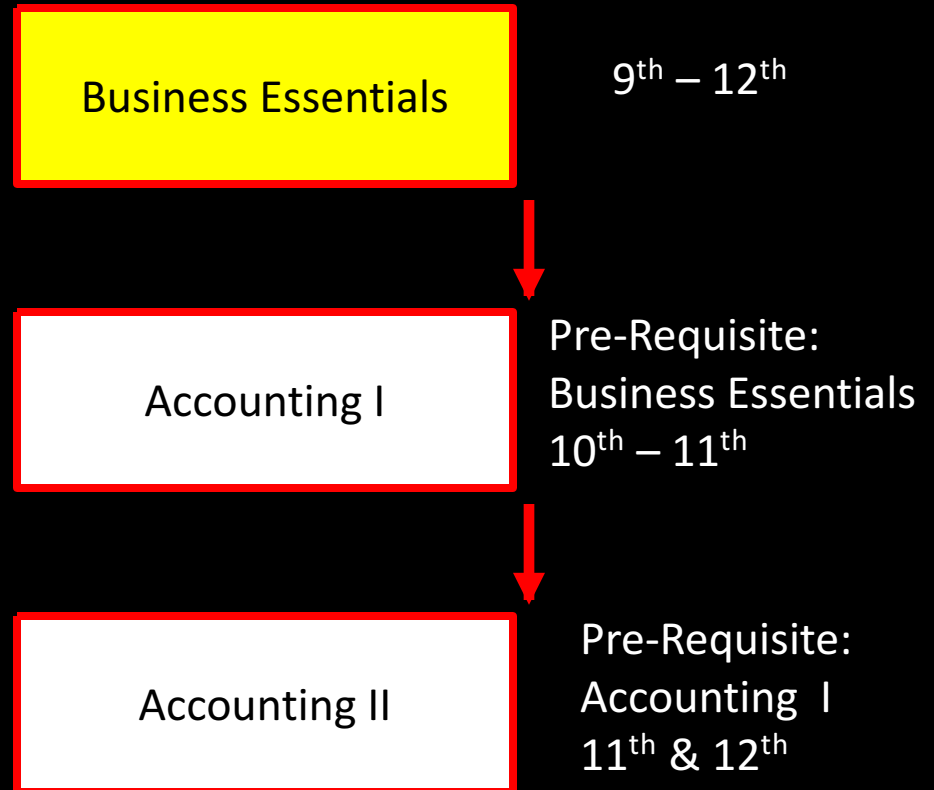 Business Essentials
9th – 12th
Accounting I
Pre-Requisite:
Business Essentials
10th – 11th
Accounting II
Pre-Requisite:
Accounting  I
11th & 12th